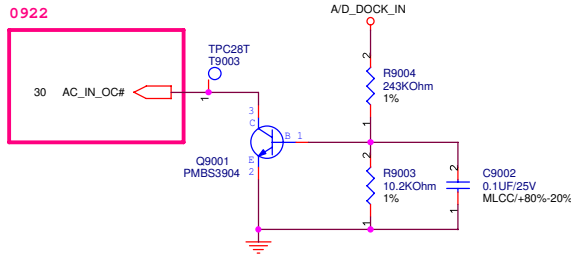 0922
A/D_DOCK_IN
TPC28T
T9003
30 AC_IN_OC#
1
2
R9004
243KOhm
1%
1
3
C
B 1
E
2
Q9001
PMBS3904
2
R9003
10.2KOhm
1%
1
2
C9002
0.1UF/25V
MLCC/+80%-20%
1